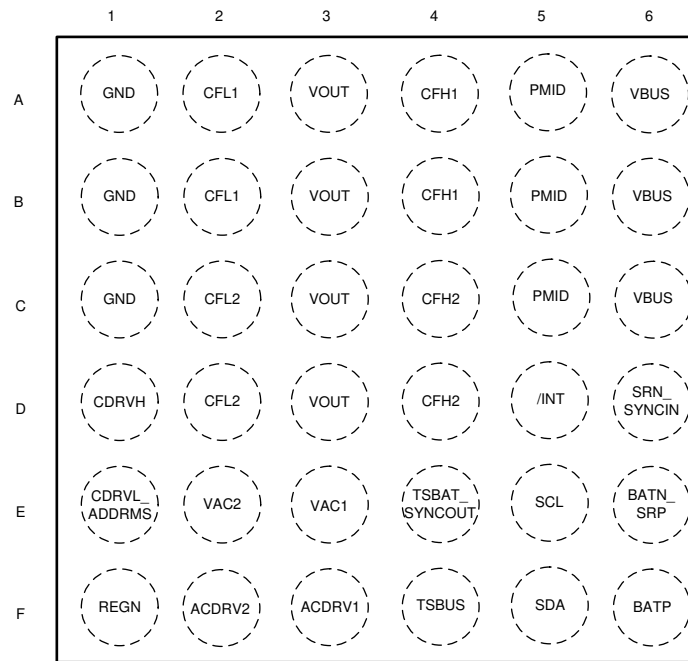 1 2 3 4 5 6
A GND CFL1 VOUT CFH1 PMID VBUS
B GND CFL1 VOUT CFH1 PMID VBUS
C GND CFL2 VOUT CFH2 PMID VBUS
D CDRVH CFL2 VOUT CFH2 /INT SRN_
SYNCIN
E CDRVL_
ADDRMS VAC2 VAC1 TSBAT_
SYNCOUT SCL BATN_
SRP
F REGN ACDRV2 ACDRV1 TSBUS SDA BATP